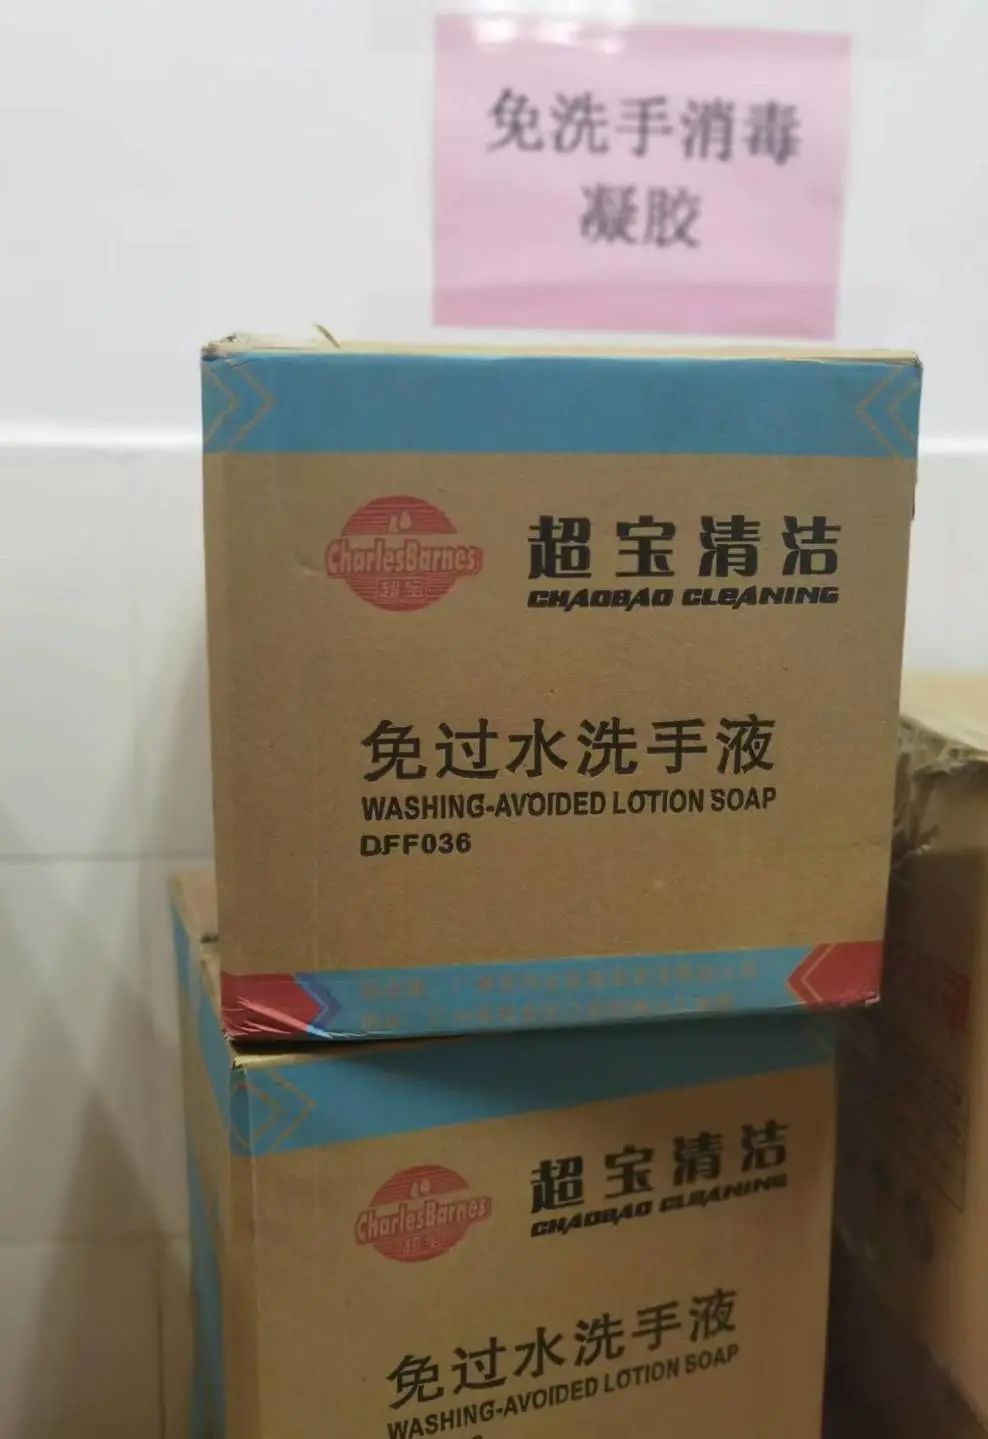 免洗手消毒
凝胶
CharlesBarnes
超宝
超宝清洁
CHAOBAO CLEANING
免过水洗手液
WASHING-AVOIDED LOTION SOAP
DFF036
CharlesBarnes
超宝
超宝清洁
CHAOBAO CLEANING
免过水洗手液
WASHING-AVOIDED LOTION SOAP